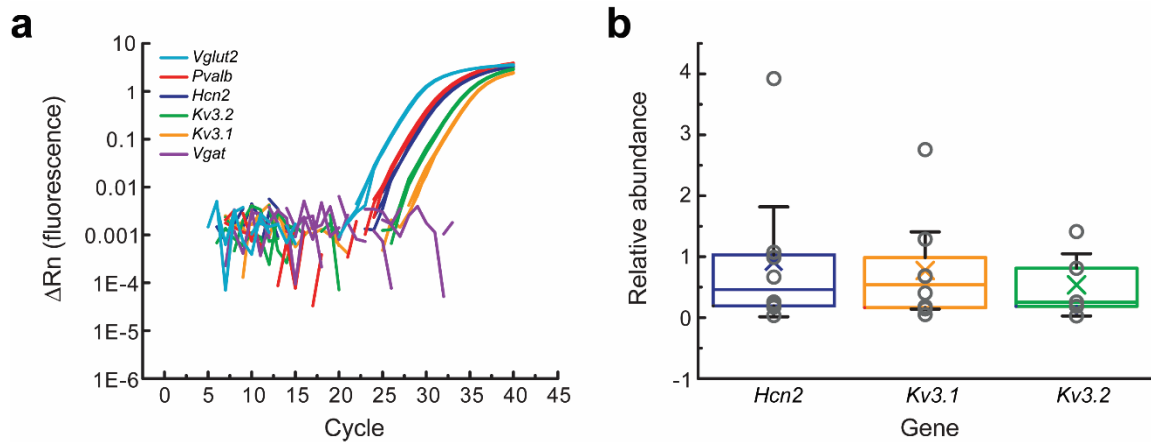 a
ΔRn (fluorescence)
10
1
0.1
0.01
0.001
1E-4
1E-5
1E-6
Vglut2
Pvalb
Hcn2
Kv3.2
Kv3.1
Vgat
0 5 10 15 20 25 30 35 40 45
Cycle
b
Relative abundance
4
3
2
1
0
-1
Hcn2 Kv3.1 Kv3.2
Gene